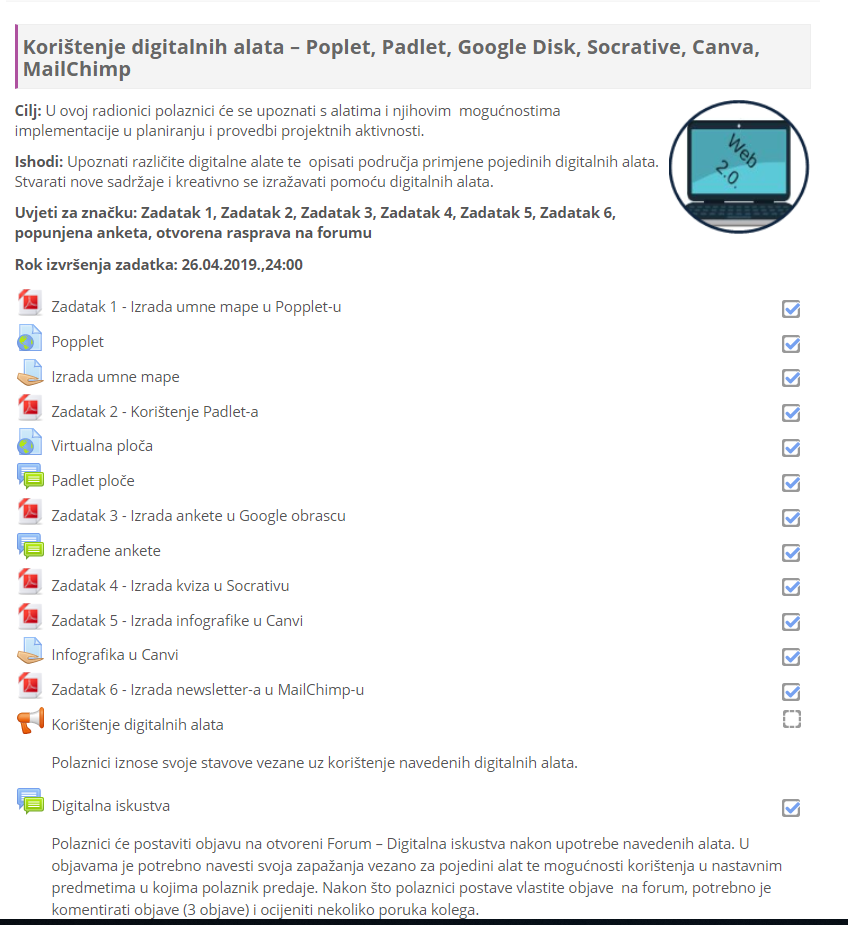 Korištenje digitalnih alata – Poplet, Padlet, Google Disk, Socrative, Canva,
MailChimp
Cilj: U ovoj radionici polaznici će se upoznati s alatima i njihovim mogućnostima
implementacije u planiranju i provedbi projektnih aktivnosti.
Ishodi: Upoznati različite digitalne alate te opisati područja primjene pojedinih digitalnih alata.
Stvarati nove sadržaje i kreativno se izražavati pomoću digitalnih alata.
Web
2.0.
Uvjeti za značku: Zadatak 1, Zadatak 2, Zadatak 3, Zadatak 4, Zadatak 5, Zadatak 6,
popunjena anketa, otvorena rasprava na forumu
Rok izvršenja zadatka: 26.04.2019.,24:00
Zadatak 1 - Izrada umne mape u Popplet-u
Popplet
Izrada umne mape
Zadatak 2 - Korištenje Padlet-a
Virtualna ploča
Padlet ploče
Zadatak 3 - Izrada ankete u Google obrascu
Izrađene ankete
Zadatak 4 - Izrada kviza u Socrativu
Zadatak 5 - Izrada infografike u Canvi
Infografika u Canvi
Zadatak 6 - Izrada newsletter-a u MailChimp-u
Korištenje digitalnih alata
Polaznici iznose svoje stavove vezane uz korištenje navedenih digitalnih alata.
Digitalna iskustva
Polaznici će postaviti objavu na otvoreni Forum – Digitalna iskustva nakon upotrebe navedenih alata. U
objavama je potrebno navesti svoja zapažanja vezano za pojedini alat te mogućnosti korištenja u nastavnim
predmetima u kojima polaznik predaje. Nakon što polaznici postave vlastite objave na forum, potrebno je
komentirati objave (3 objave) i ocijeniti nekoliko poruka kolega.